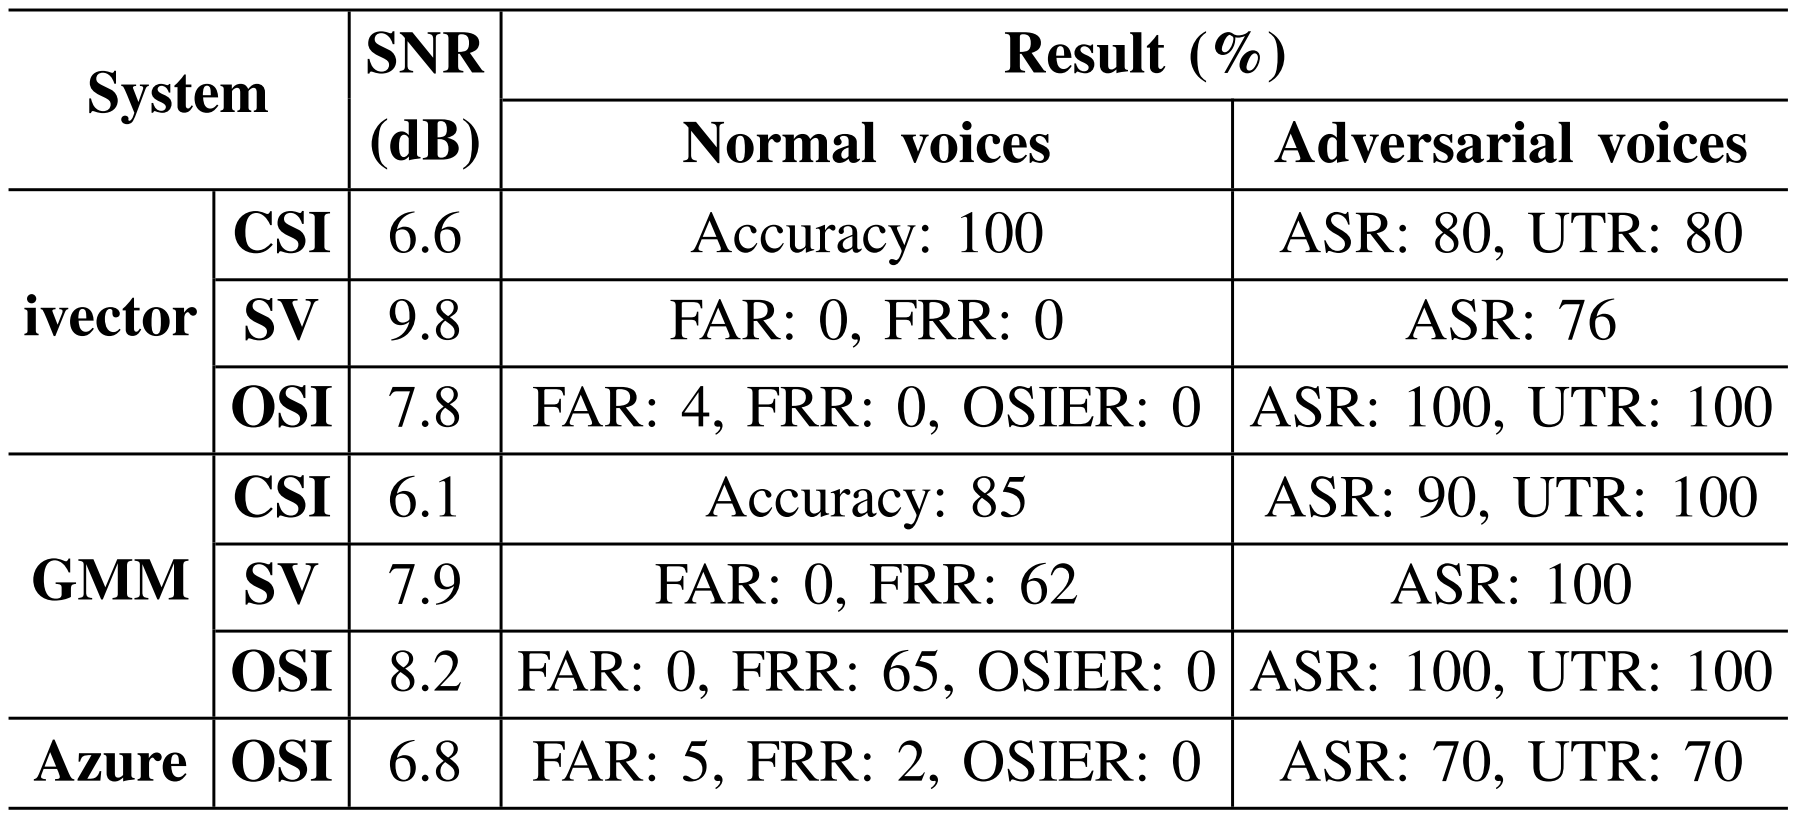 System SNR (dB) Result (%)
Normal voices Adversarial voices
ivector CSI 6.6 Accuracy: 100 ASR: 80, UTR: 80
SV 9.8 FAR: 0, FRR: 0 ASR: 76
OSI 7.8 FAR: 4, FRR: 0, OSIER: 0 ASR: 100, UTR: 100
GMM CSI 6.1 Accuracy: 85 ASR: 90, UTR: 100
SV 7.9 FAR: 0, FRR: 62 ASR: 100
OSI 8.2 FAR: 0, FRR: 65, OSIER: 0 ASR: 100, UTR: 100
Azure OSI 6.8 FAR: 5, FRR: 2, OSIER: 0 ASR: 70, UTR: 70